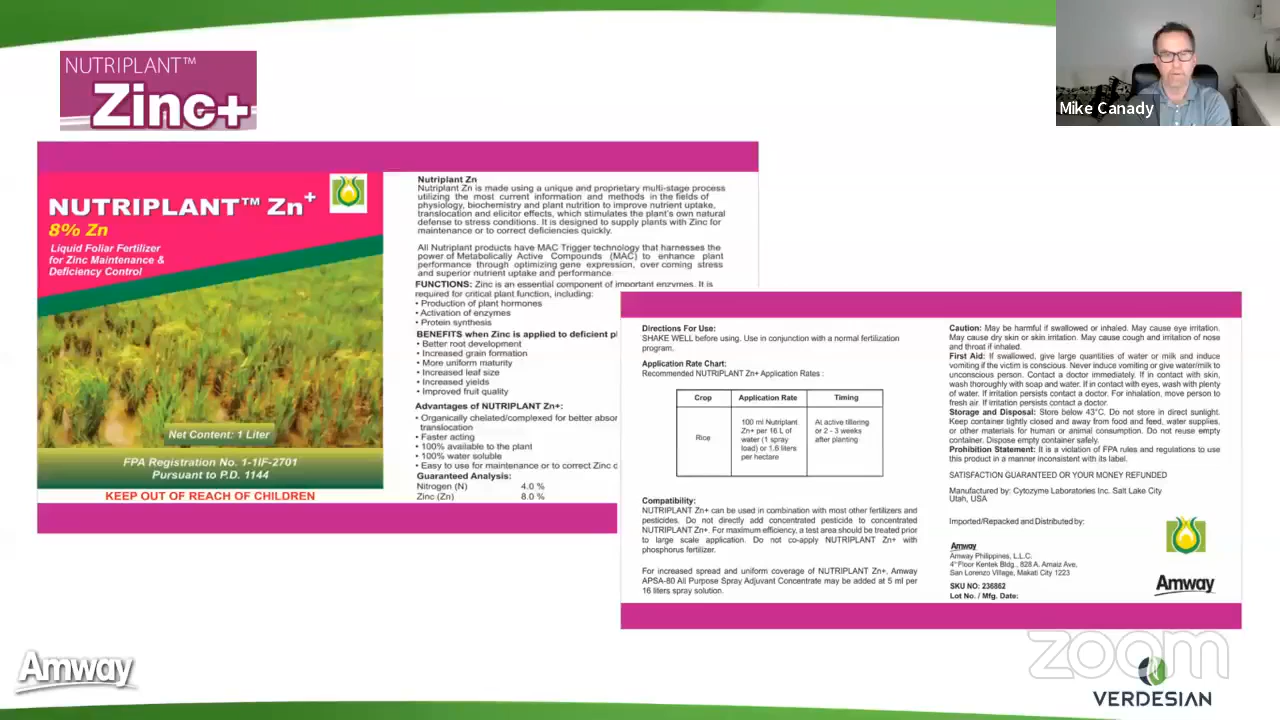 NUTRIPLANT™
Zinc+
Mike Canady
NUTRIPLANT™ Zn+
8% Zn
Liquid Foliar Fertilizer
for Zinc Maintenance &
Deficiency Control
Net Content: 1 Liter
FPA Registration No. 1-1IF-2701
Pursuant to P.D. 1144
KEEP OUT OF REACH OF CHILDREN
Nutriplant Zn
Nutriplant Zn is made using a unique and proprietary multi-stage process
utilizing the most current information and methods in the fields of
physiology, biochemistry and plant nutrition to improve nutrient uptake,
translocation and elicitor effects, which stimulates the plant's own natural
defense to stress conditions. It is designed to supply plants with Zinc for
maintenance or to correct deficiencies quickly.
All Nutriplant products have MAC Trigger technology that harnesses the
power of Metabolically Active Compounds (MAC) to enhance plant
performance through optimizing gene expression, over coming stress
and superior nutrient uptake and performance.
FUNCTIONS: Zinc is an essential component of important enzymes. It is
required for critical plant function, including:
• Production of plant hormones
• Activation of enzymes
• Protein synthesis
BENEFITS when Zinc is applied to deficient pl
• Better root development
• Increased grain formation
• More uniform maturity
• Increased leaf size
• Increased yields
• Improved fruit quality
Advantages of NUTRIPLANT Zn+:
• Organically chelated/complexed for better absor
translocation
• Faster acting
• 100% available to the plant
• 100% water soluble
• Easy to use for maintenance or to correct Zinc d
Guaranteed Analysis:
Nitrogen (N) 4.0 %
Zinc (Zn) 8.0 %
Directions For Use:
SHAKE WELL before using. Use in conjunction with a normal fertilization
program.
Application Rate Chart:
Recommended NUTRIPLANT Zn+ Application Rates :
Crop Application Rate Timing
Rice
100 ml Nutriplant
Zn+ per 16 L of
water (1 spray
load) or 1.6 liters
per hectare
At active tillering
or 2 - 3 weeks
after planting
Compatibility:
NUTRIPLANT Zn+ can be used in combination with most other fertilizers and
pesticides. Do not directly add concentrated pesticide to concentrated
NUTRIPLANT Zn+. For maximum efficiency, a test area should be treated prior
to large scale application. Do not co-apply NUTRIPLANT Zn+ with
phosphorus fertilizer.
For increased spread and uniform coverage of NUTRIPLANT Zn+, Amway
APSA-80 All Purpose Spray Adjuvant Concentrate may be added at 5 ml per
16 liters spray solution.
Caution: May be harmful if swallowed or inhaled. May cause eye irritation.
May cause dry skin or skin irritation. May cause cough and irritation of nose
and throat if inhaled.
First Aid: If swallowed, give large quantities of water or milk and induce
vomiting if the victim is conscious. Never induce vomiting or give water/milk to
unconscious person. Contact a doctor immediately. If in contact with skin,
wash thoroughly with soap and water. If in contact with eyes, wash with plenty
of water. If irritation persists contact a doctor. For inhalation, move person to
fresh air. If irritation persists contact a doctor.
Storage and Disposal: Store below 43°C. Do not store in direct sunlight.
Keep container tightly closed and away from food and feed, water supplies,
or other materials for human or animal consumption. Do not reuse empty
container. Dispose empty container safely.
Prohibition Statement: It is a violation of FPA rules and regulations to use
this product in a manner inconsistent with its label.
SATISFACTION GUARANTEED OR YOUR MONEY REFUNDED
Manufactured by: Cytozyme Laboratories Inc. Salt Lake City
Utah, USA
Imported/Repacked and Distributed by:
Amway
Amway Philippines, L.L.C.
4th Floor Kentek Bldg., 828 A. Arnaiz Ave,
San Lorenzo Village, Makati City 1223
SKU NO: 236862
Lot No. / Mfg. Date:
Amway
Amway
zoom
VERDESIAN